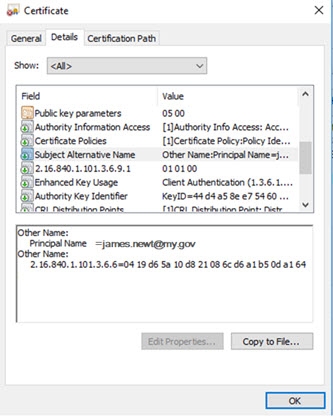 Certificate
General Details Certification Path
Show: <All>
Field Value
Public key parameters 05 00
Authority Information Access [1]Authority Info Access: Acc...
Certificate Policies [1]Certificate Policy:Policy Ide...
Subject Alternative Name Other Name:Principal Name=j...
2.16.840.1.101.3.6.9.1 01 01 00
Enhanced Key Usage Client Authentication (1.3.6.1....
Authority Key Identifier KeyID=44 d4 a5 8e e7 54 60 ...
CRL Distribution Points [1]CRL Distribution Point: Distr...
Other Name:
Principal Name =james.newl@my.gov
Other Name:
2.16.840.1.101.3.6.6=04 19 d6 5a 10 d8 21 08 6c d6 a1 b5 0d a1 64
Edit Properties... Copy to File...
OK